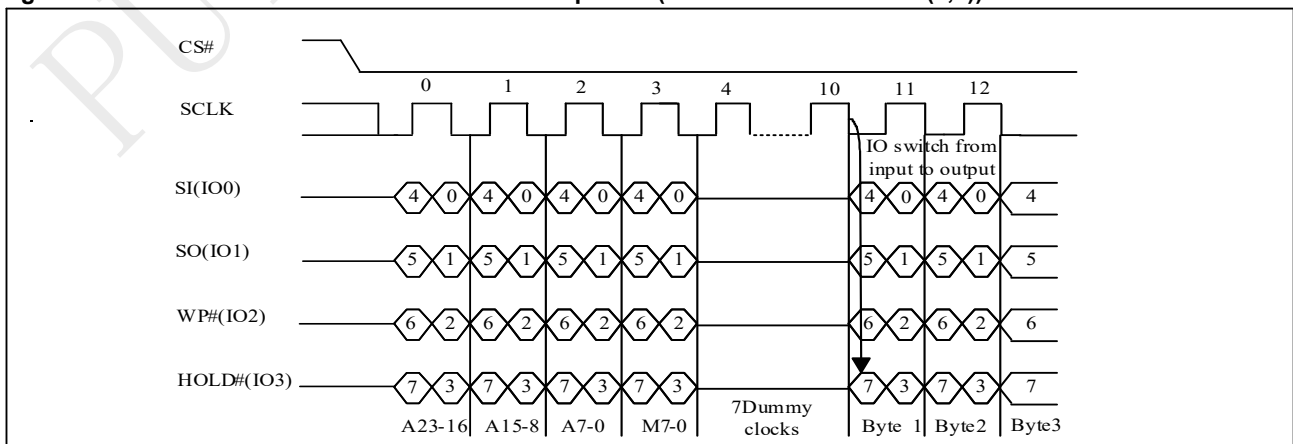 CS#
0 1 2 3 4 10 11 12
SCLK
IO switch from
input to output
SI(IO0) 4 0 4 0 4 0 4 0 4 0 4 0 4
SO(IO1) 5 1 5 1 5 1 5 1 5 1 5 1 5
WP#(IO2) 6 2 6 2 6 2 6 2 6 2 6 2 6
HOLD#(IO3) 7 3 7 3 7 3 7 3 7 3 7 3 7
7Dummy
A23-16 A15-8 A7-0 M7-0 clocks Byte 1 Byte2 Byte3